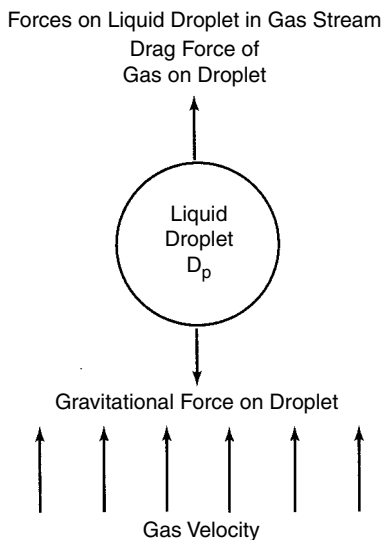 Forces on Liquid Droplet in Gas Stream
Drag Force of
Gas on Droplet
Liquid
Droplet
Dp
Gravitational Force on Droplet
Gas Velocity